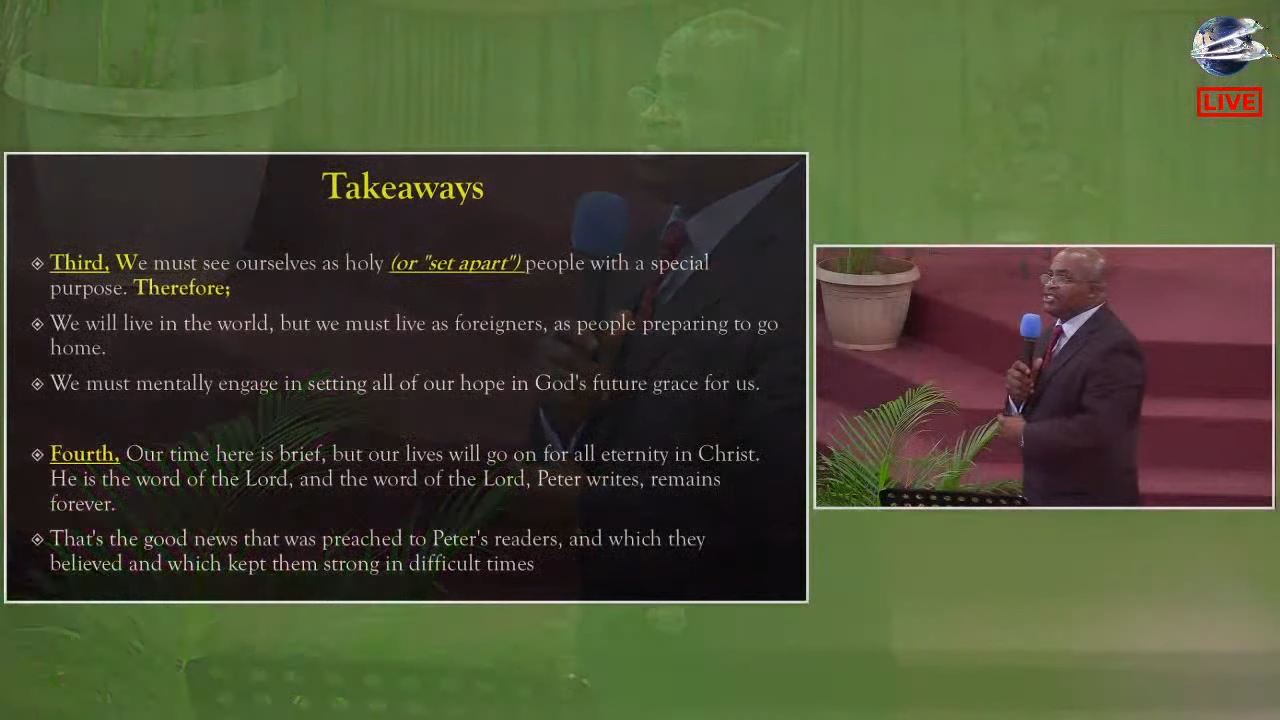 LIVE
Takeaways
Third, We must see ourselves as holy (or "set apart") people with a special
purpose. Therefore;
We will live in the world, but we must live as foreigners, as people preparing to go
home.
We must mentally engage in setting all of our hope in God's future grace for us.
Fourth, Our time here is brief, but our lives will go on for all eternity in Christ.
He is the word of the Lord, and the word of the Lord, Peter writes, remains
forever.
That's the good news that was preached to Peter's readers, and which they
believed and which kept them strong in difficult times